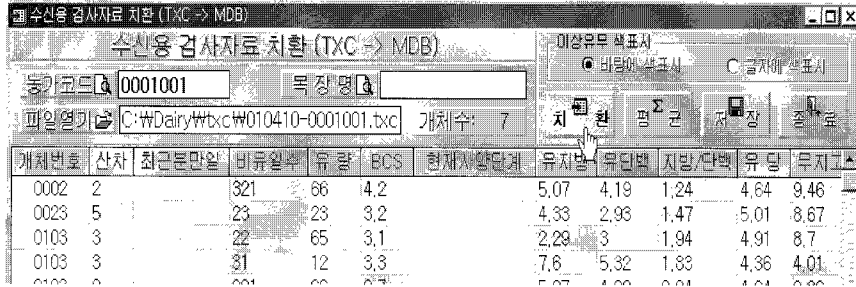 수신용 검사자료 치환 (TXC -> MDB)
수신용 검사자료 치환 (TXC -> MDB)
이상유무 색표시
바탕에 색표시 글자에 색표시
농가코드 0001001 목 장 명
파일열기 C:₩Dairy₩txc₩010410-0001001.txc 개체수: 7
치 환 평 균 저 장 종 료
개체번호 산차 최근분만일 비유일수 유 량 BCS 현재사양단계 유지방 유단백 지방/단백 유 당 무지고
0002 2 321 66 4,2 5,07 4,19 1,24 4,64 9,46
0023 5 23 23 3,2 4,33 2,93 1,47 5,01 8,67
0103 3 22 65 3,1 2,29 3 1,94 4,91 8,7
0103 3 31 12 3,3 7,6 5,32 1,83 4,36 4,01